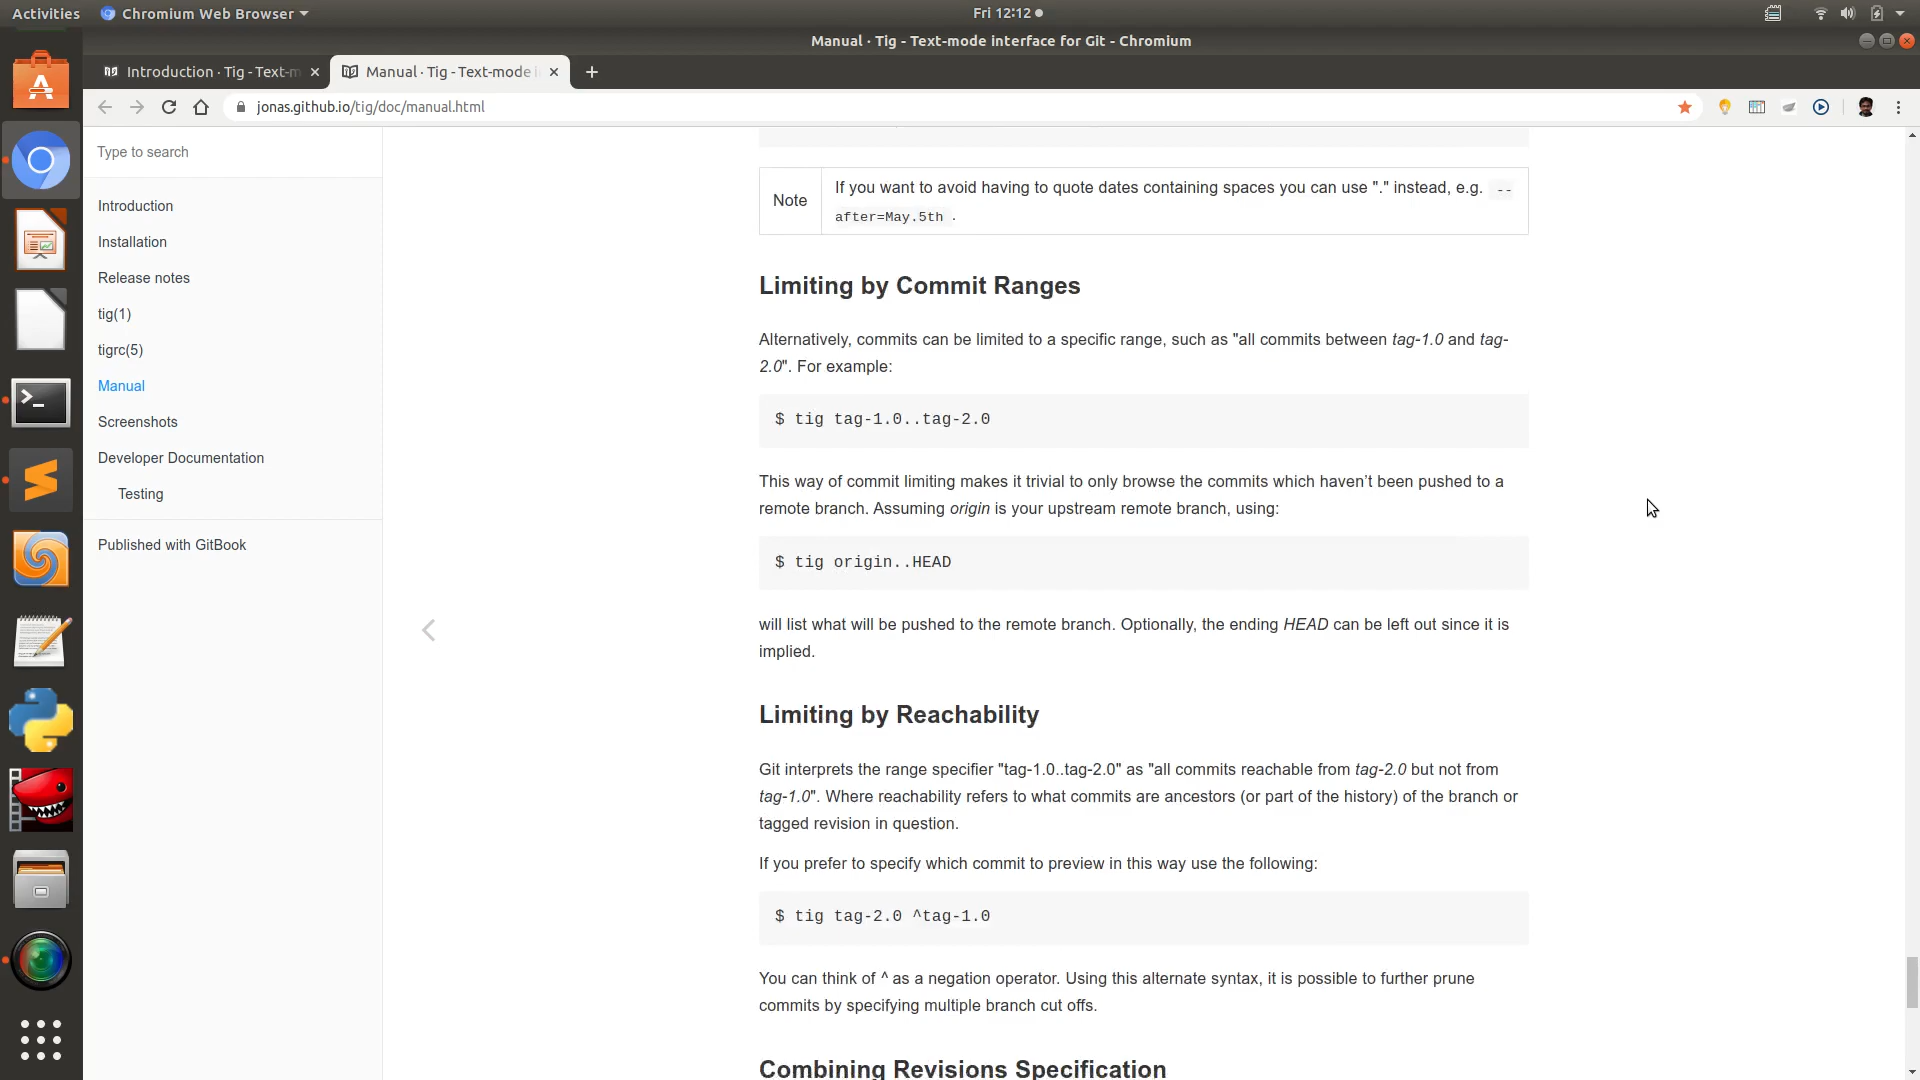 Activities
Chromium Web Browser
Fri 12:12
Manual · Tig - Text-mode interface for Git - Chromium
Introduction · Tig - Text-m
Manual · Tig - Text-mode i
jonas.github.io/tig/doc/manual.html
Type to search
Introduction
Installation
Release notes
tig(1)
tigrc(5)
Manual
Screenshots
Developer Documentation
Testing
Published with GitBook
Note
If you want to avoid having to quote dates containing spaces you can use "." instead, e.g. --
after=May.5th .
Limiting by Commit Ranges
Alternatively, commits can be limited to a specific range, such as "all commits between tag-1.0 and tag-
2.0". For example:
$ tig tag-1.0..tag-2.0
This way of commit limiting makes it trivial to only browse the commits which haven’t been pushed to a
remote branch. Assuming origin is your upstream remote branch, using:
$ tig origin..HEAD
will list what will be pushed to the remote branch. Optionally, the ending HEAD can be left out since it is
implied.
Limiting by Reachability
Git interprets the range specifier "tag-1.0..tag-2.0" as "all commits reachable from tag-2.0 but not from
tag-1.0". Where reachability refers to what commits are ancestors (or part of the history) of the branch or
tagged revision in question.
If you prefer to specify which commit to preview in this way use the following:
$ tig tag-2.0 ^tag-1.0
You can think of ^ as a negation operator. Using this alternate syntax, it is possible to further prune
commits by specifying multiple branch cut offs.
Combining Revisions Specification